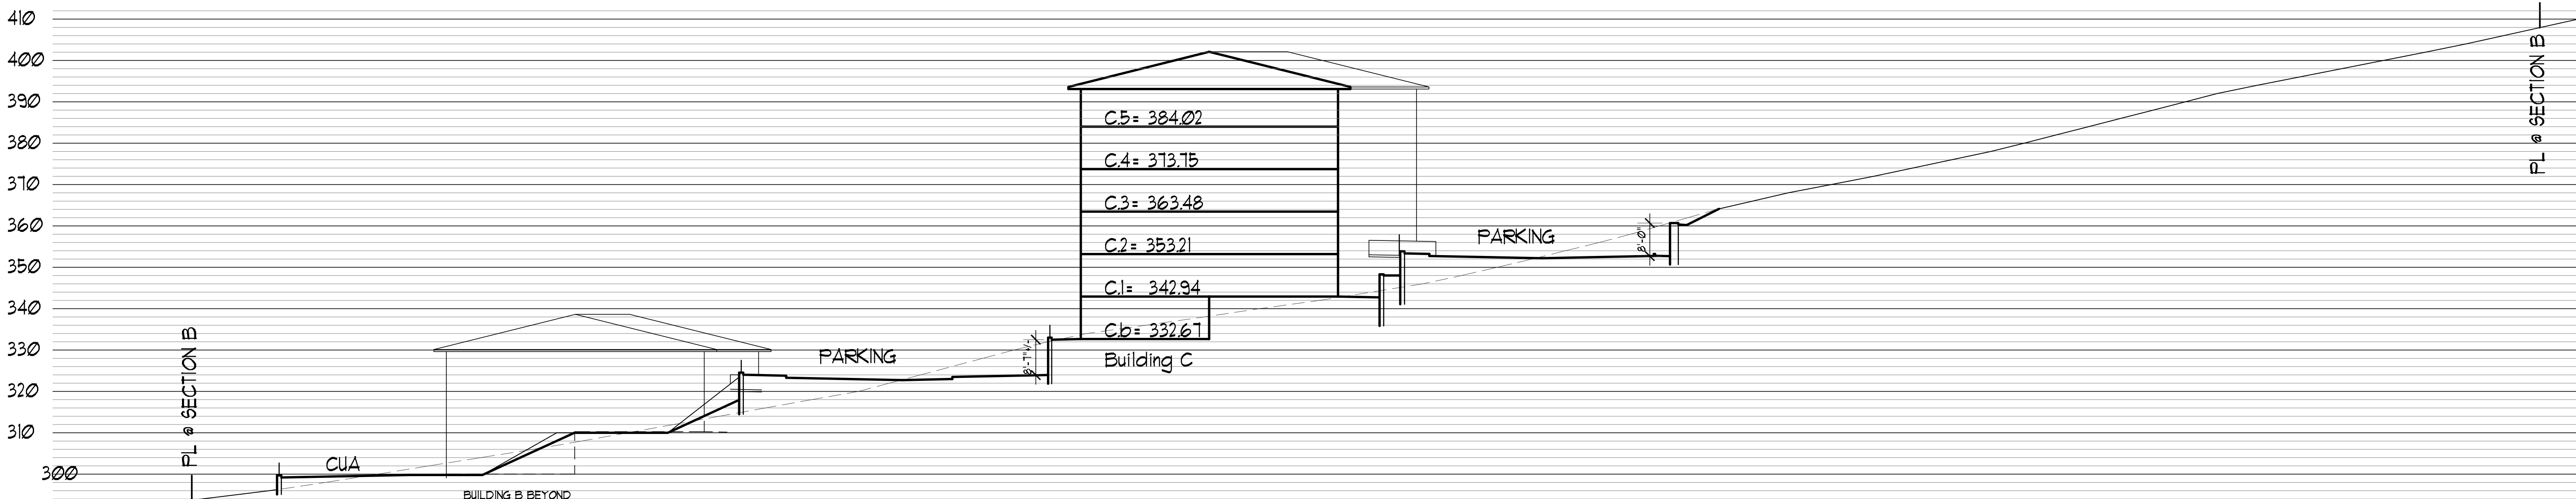 410
400
390
380
370
360
350
340
330
320
310
300
PL @ SECTION B
CUA
BUILDING B BEYOND
PARKING
8'-7"+/-
C.5= 384.02
C.4= 373.75
C.3= 363.48
C.2= 353.21
C.1= 342.94
C.b= 332.67
Building C
PARKING
8'-0"
PL @ SECTION B